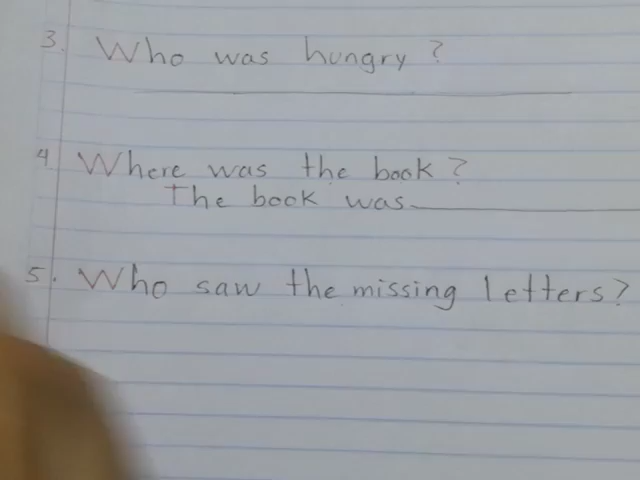 3. Who was hungry?
4 Where was the book?
The book was
5. Who saw the missing letters?